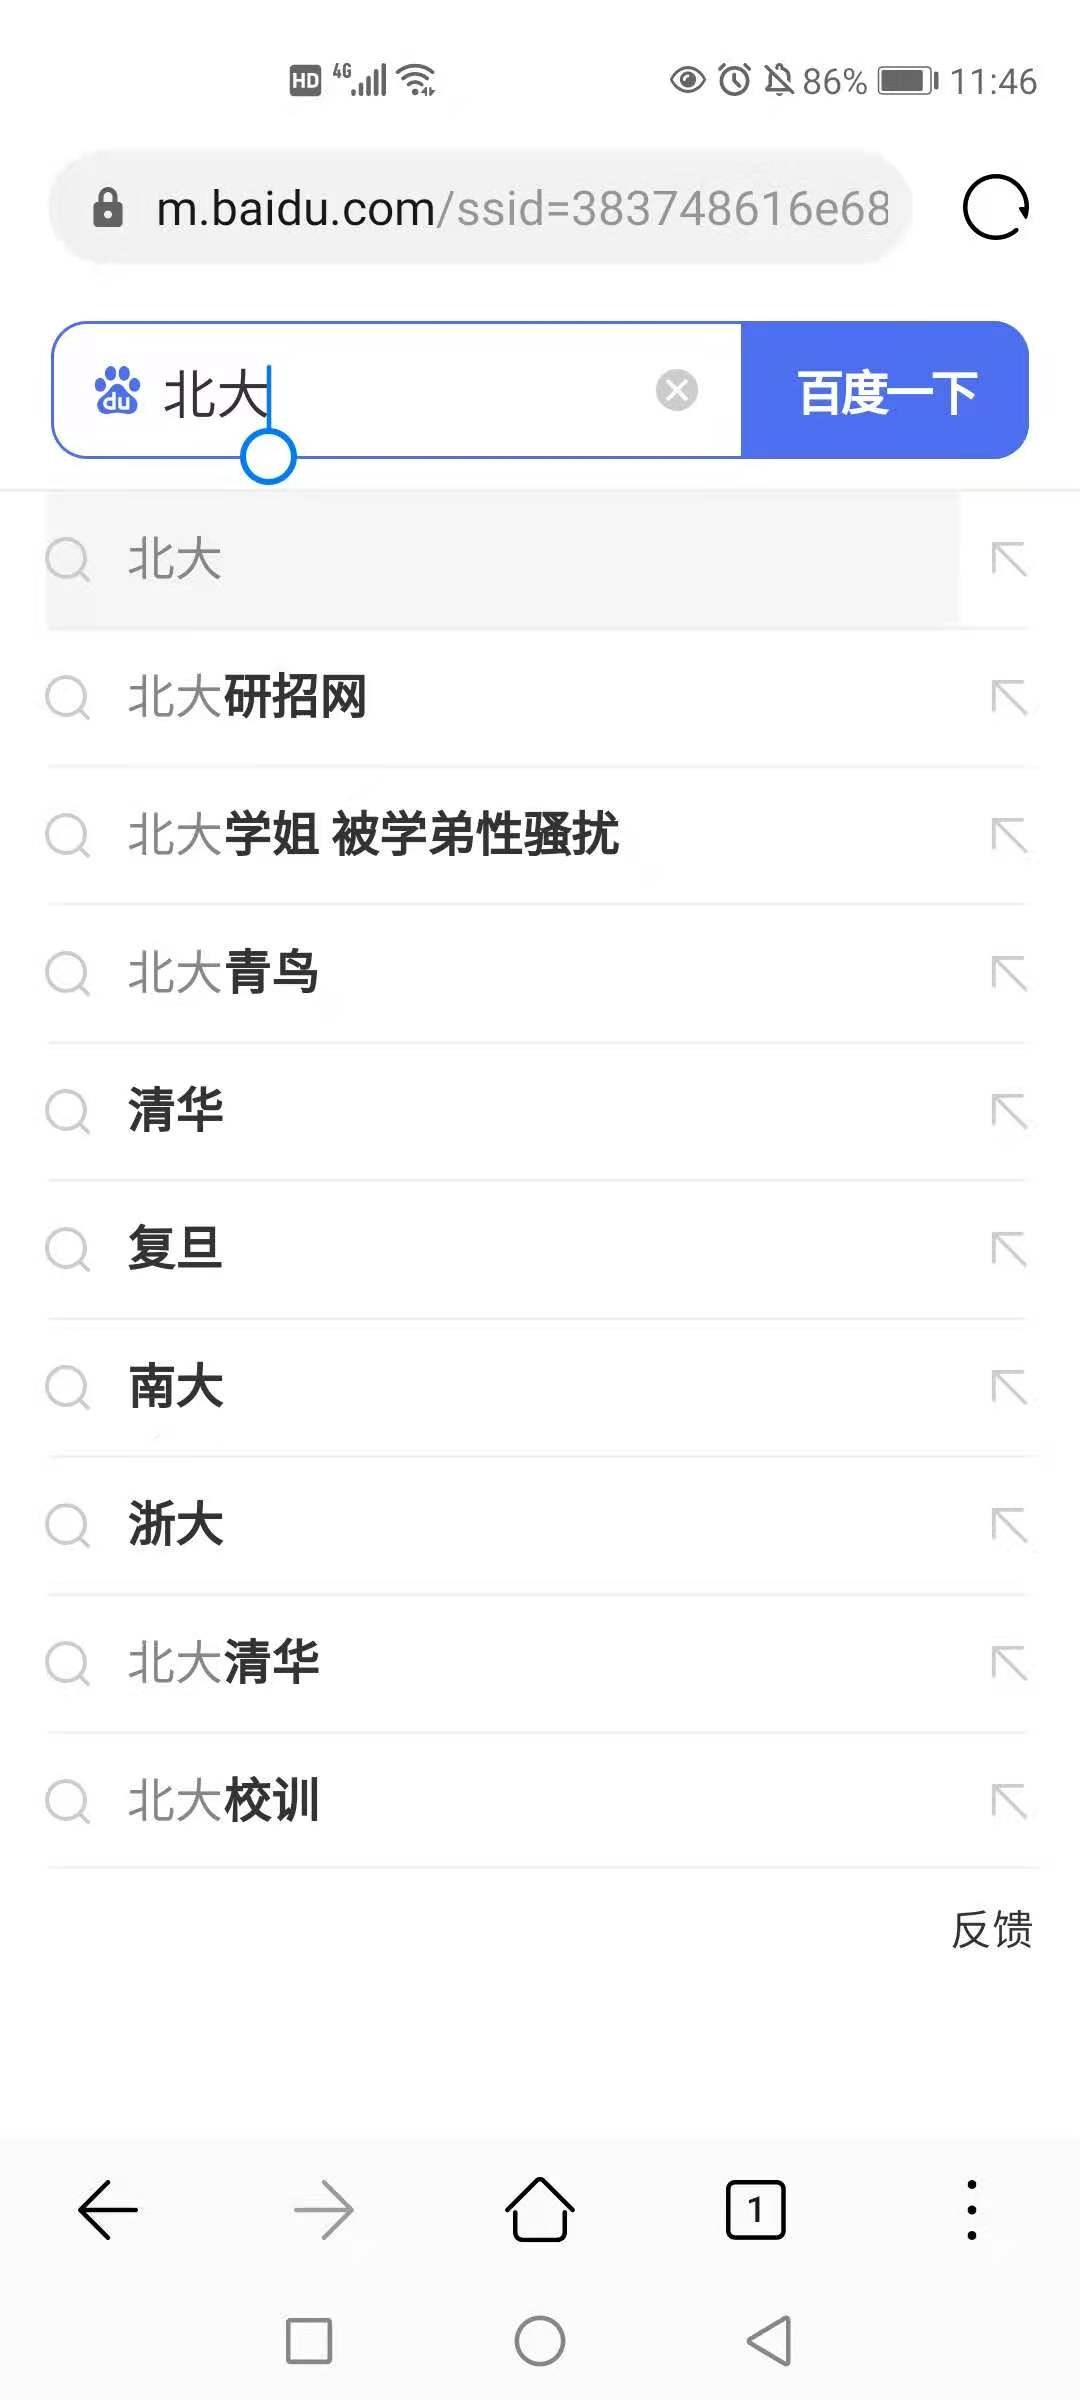 HD 4G 86% 11:46
m.baidu.com/ssid=383748616e68
du 北大 百度一下
北大
北大研招网
北大学姐 被学弟性骚扰
北大青鸟
清华
复旦
南大
浙大
北大清华
北大校训
反馈
1